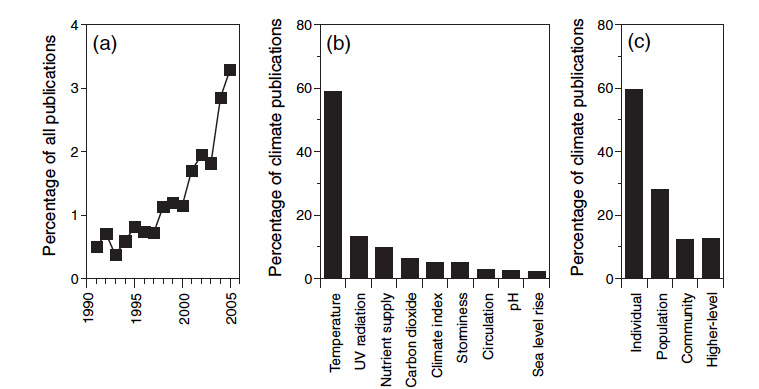 (a)
Percentage of all publications
4
3
2
1
0
1990
1995
2000
2005
(b)
Percentage of climate publications
80
60
40
20
0
Temperature
UV radiation
Nutrient supply
Carbon dioxide
Climate index
Storminess
Circulation
pH
Sea level rise
(c)
Percentage of climate publications
80
60
40
20
0
Individual
Population
Community
Higher-level